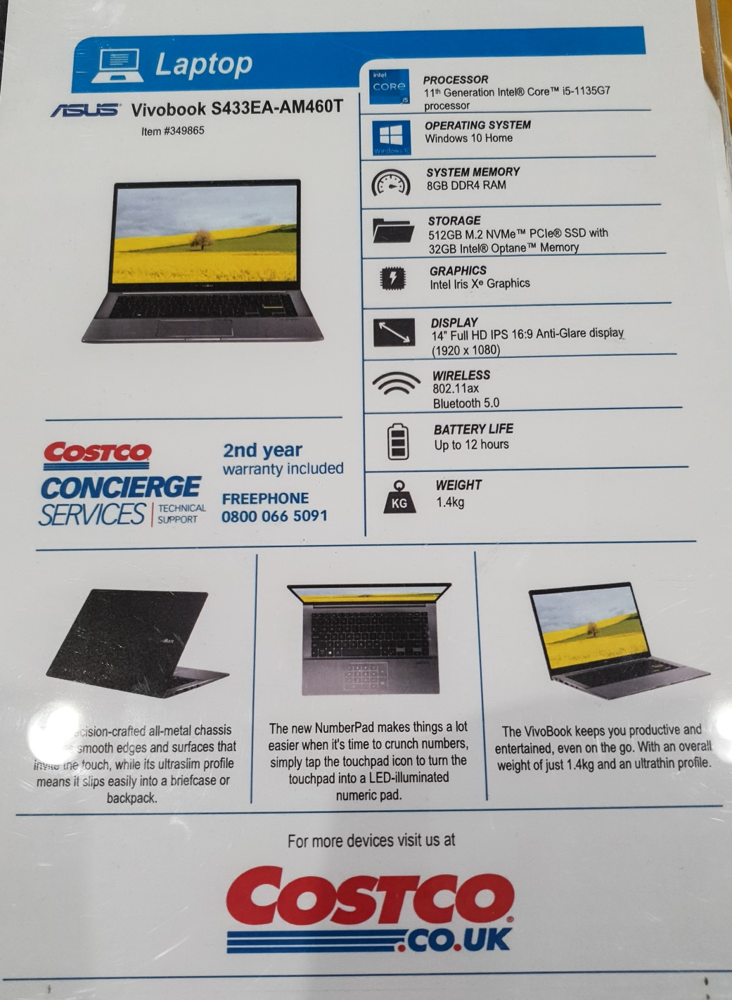 Laptop
ASUS Vivobook S433EA-AM460T
Item #349865
intel
CORE
i5
PROCESSOR
11th Generation Intel® Core™ i5-1135G7
processor
Windows 10
OPERATING SYSTEM
Windows 10 Home
SYSTEM MEMORY
8GB DDR4 RAM
STORAGE
512GB M.2 NVMe™ PCIe® SSD with
32GB Intel® Optane™ Memory
GRAPHICS
Intel Iris Xe Graphics
DISPLAY
14” Full HD IPS 16:9 Anti-Glare display
(1920 x 1080)
WIRELESS
802.11ax
Bluetooth 5.0
BATTERY LIFE
Up to 12 hours
KG
WEIGHT
1.4kg
COSTCO
CONCIERGE
SERVICES
TECHNICAL
SUPPORT
2nd year
warranty included
FREEPHONE
0800 066 5091
all-metal chassis
smooth edges and surfaces that
invite the touch, while its ultraslim profile
means it slips easily into a briefcase or
backpack.
The new NumberPad makes things a lot
easier when it's time to crunch numbers,
simply tap the touchpad icon to turn the
touchpad into a LED-illuminated
numeric pad.
The VivoBook keeps you productive and
entertained, even on the go. With an overall
weight of just 1.4kg and an ultrathin profile.
For more devices visit us at
COSTCO®
.CO.UK